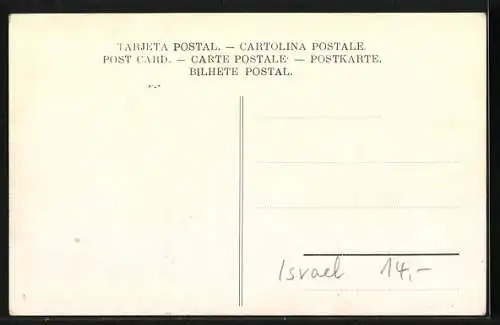 TARJETA POSTAL. — CARTOLINA POSTALE.
POST CARD. — CARTE POSTALE — POSTKARTE.
BILHETE POSTAL.
Israel 14,-